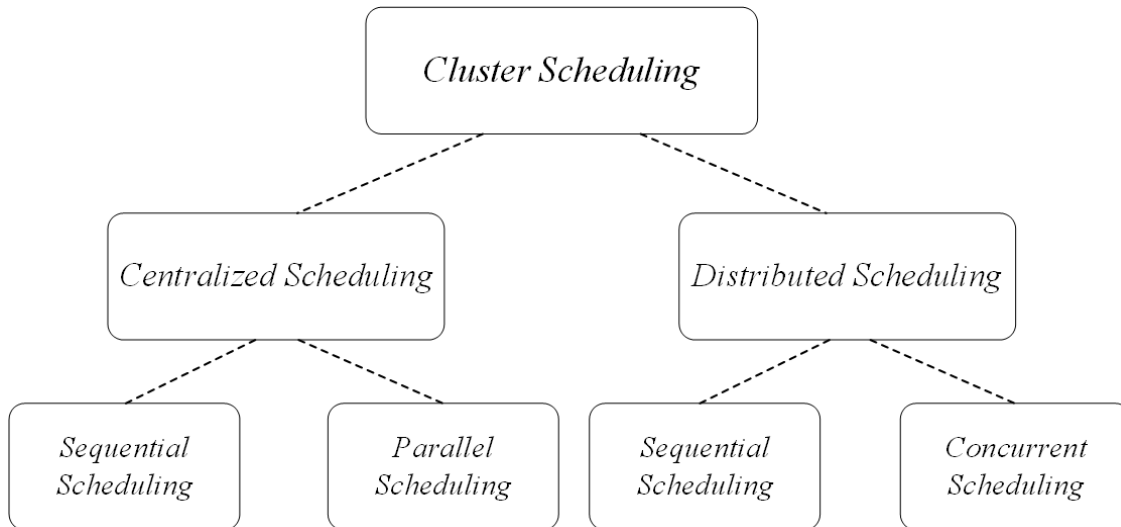 Cluster Scheduling
Centralized Scheduling
Distributed Scheduling
Sequential
Scheduling
Parallel
Scheduling
Sequential
Scheduling
Concurrent
Scheduling